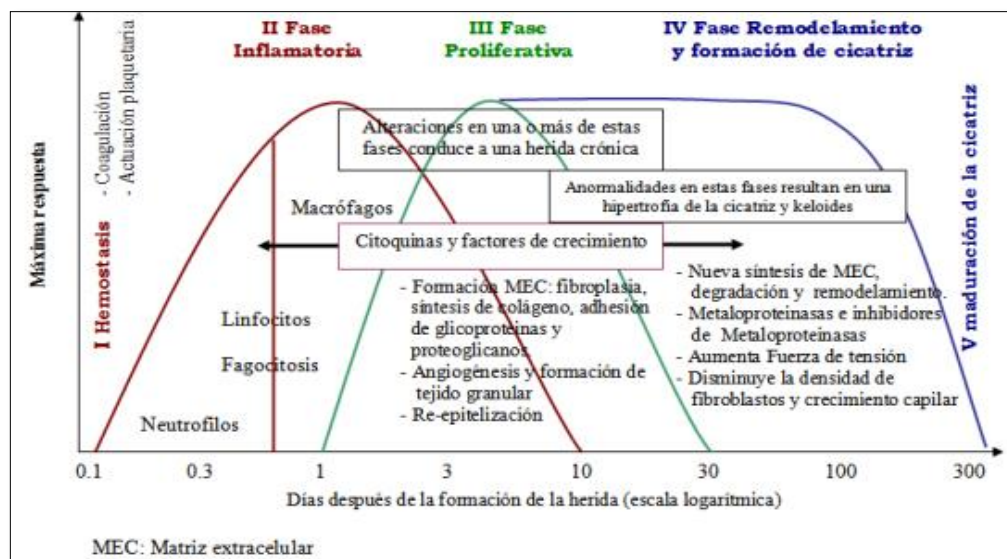 II Fase
Inflamatoria
III Fase
Proliferativa
IV Fase Remodelamiento
y formación de cicatriz
Máxima respuesta
I Hemostasis
- Coagulación
- Actuación plaquetaria
Alteraciones en una o más de estas
fases conduce a una herida crónica
Anormalidades en estas fases resultan en una
hipertrofia de la cicatriz y keloides
Macrófagos
Citoquinas y factores de crecimiento
Linfocitos
Fagocitosis
Neutrofilos
- Formación MEC: fibroplasia,
síntesis de colágeno, adhesión
de glicoproteinas y
proteoglicanos
- Angiogénesis y formación de
tejido granular
- Re-epitelización
- Nueva síntesis de MEC,
degradación y remodelamiento.
- Metaloproteinasas e inhibidores
de Metaloproteinasas
- Aumenta Fuerza de tensión
- Disminuye la densidad de
fibroblastos y crecimiento capilar
V maduración de la cicatriz
0.1 0.3 1 3 10 30 100 300
Días después de la formación de la herida (escala logarítmica)
MEC: Matriz extracelular